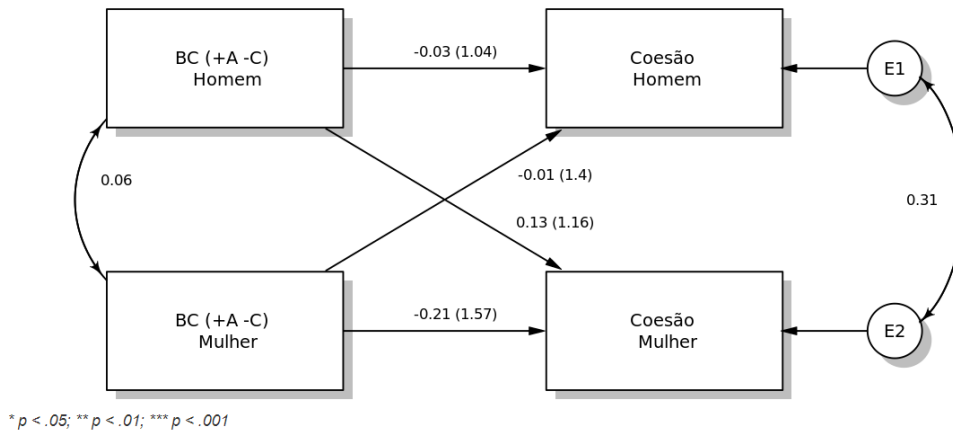 BC (+A -C)
Homem
-0.03 (1.04)
Coesão
Homem
E1
0.06
-0.01 (1.4)
0.31
0.13 (1.16)
BC (+A -C)
Mulher
-0.21 (1.57)
Coesão
Mulher
E2
* p < .05; ** p < .01; *** p < .001